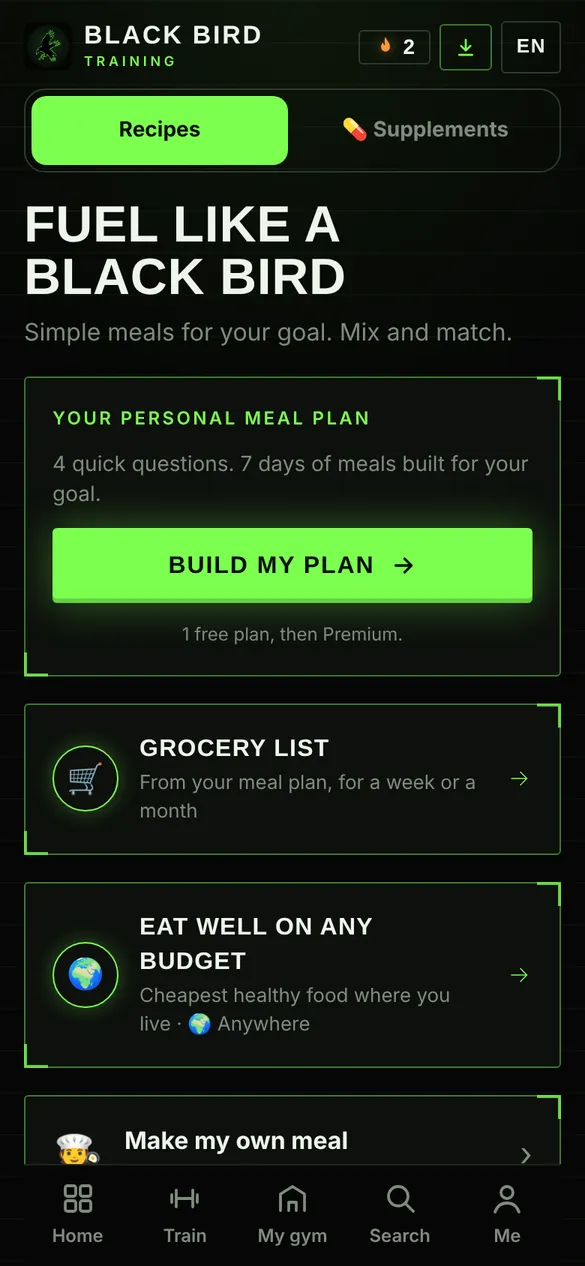 BLACK BIRD
TRAINING
2
EN
Recipes
Supplements
FUEL LIKE A
BLACK BIRD
Simple meals for your goal. Mix and match.
YOUR PERSONAL MEAL PLAN
4 quick questions. 7 days of meals built for your
goal.
BUILD MY PLAN →
1 free plan, then Premium.
GROCERY LIST
From your meal plan, for a week or a
month
EAT WELL ON ANY
BUDGET
Cheapest healthy food where you
live · 🌍 Anywhere
Make my own meal
Home
Train
My gym
Search
Me